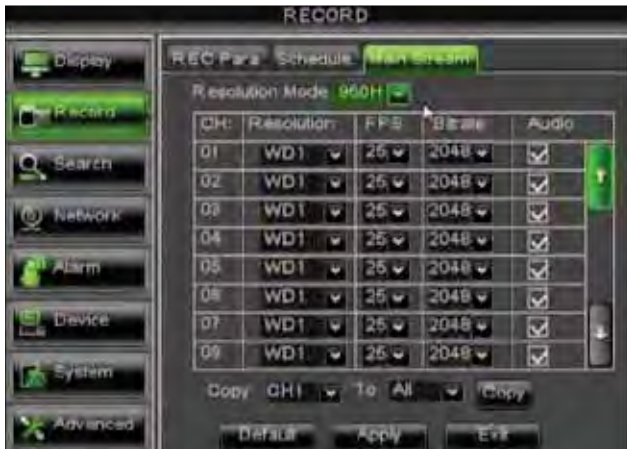 RECORD
Display
Record
Search
Network
Alarm
Device
System
Advanced
REC Para Schedule Main Stream
Resolution Mode 960H
CH: Resolution FPS Bitrate Audio
01 WD1 25 2048
02 WD1 25 2048
03 WD1 25 2048
04 WD1 25 2048
05 WD1 25 2048
06 WD1 25 2048
07 WD1 25 2048
09 WD1 25 2048
Copy CH1 To All Copy
Default Apply Exit